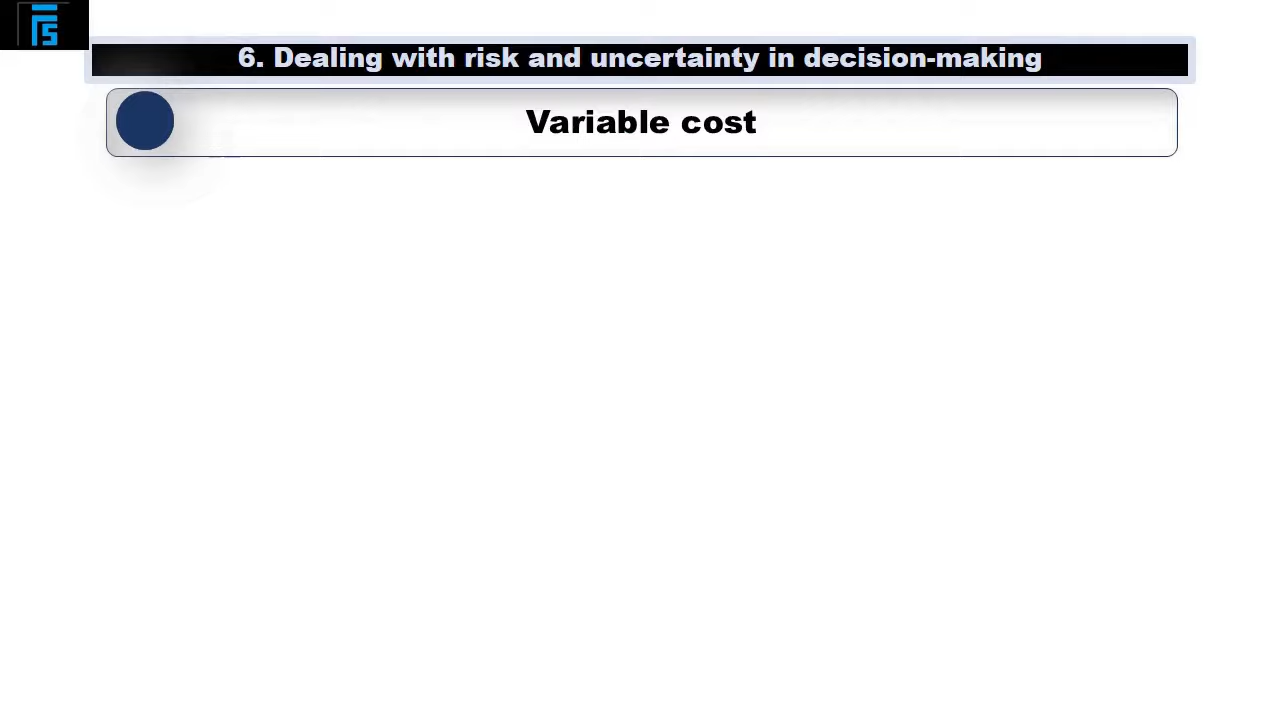 6. Dealing with risk and uncertainty in decision-making
Variable cost